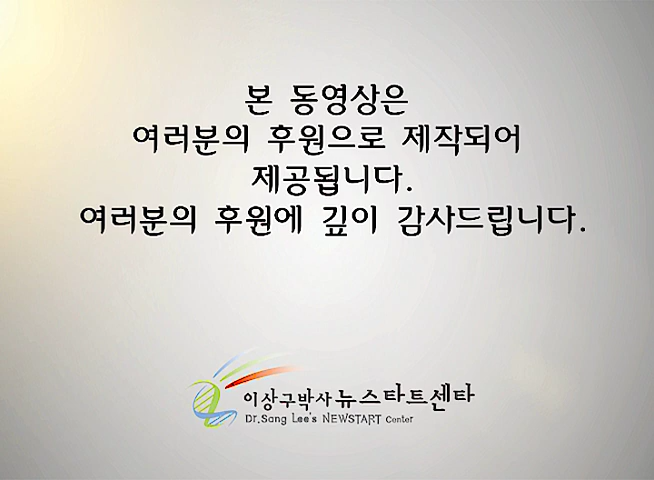 본 동영상은
여러분의 후원으로 제작되어
제공됩니다.
여러분의 후원에 깊이 감사드립니다.
이상구박사 뉴스타트센타
Dr.Sang Lee's NEWSTART Center